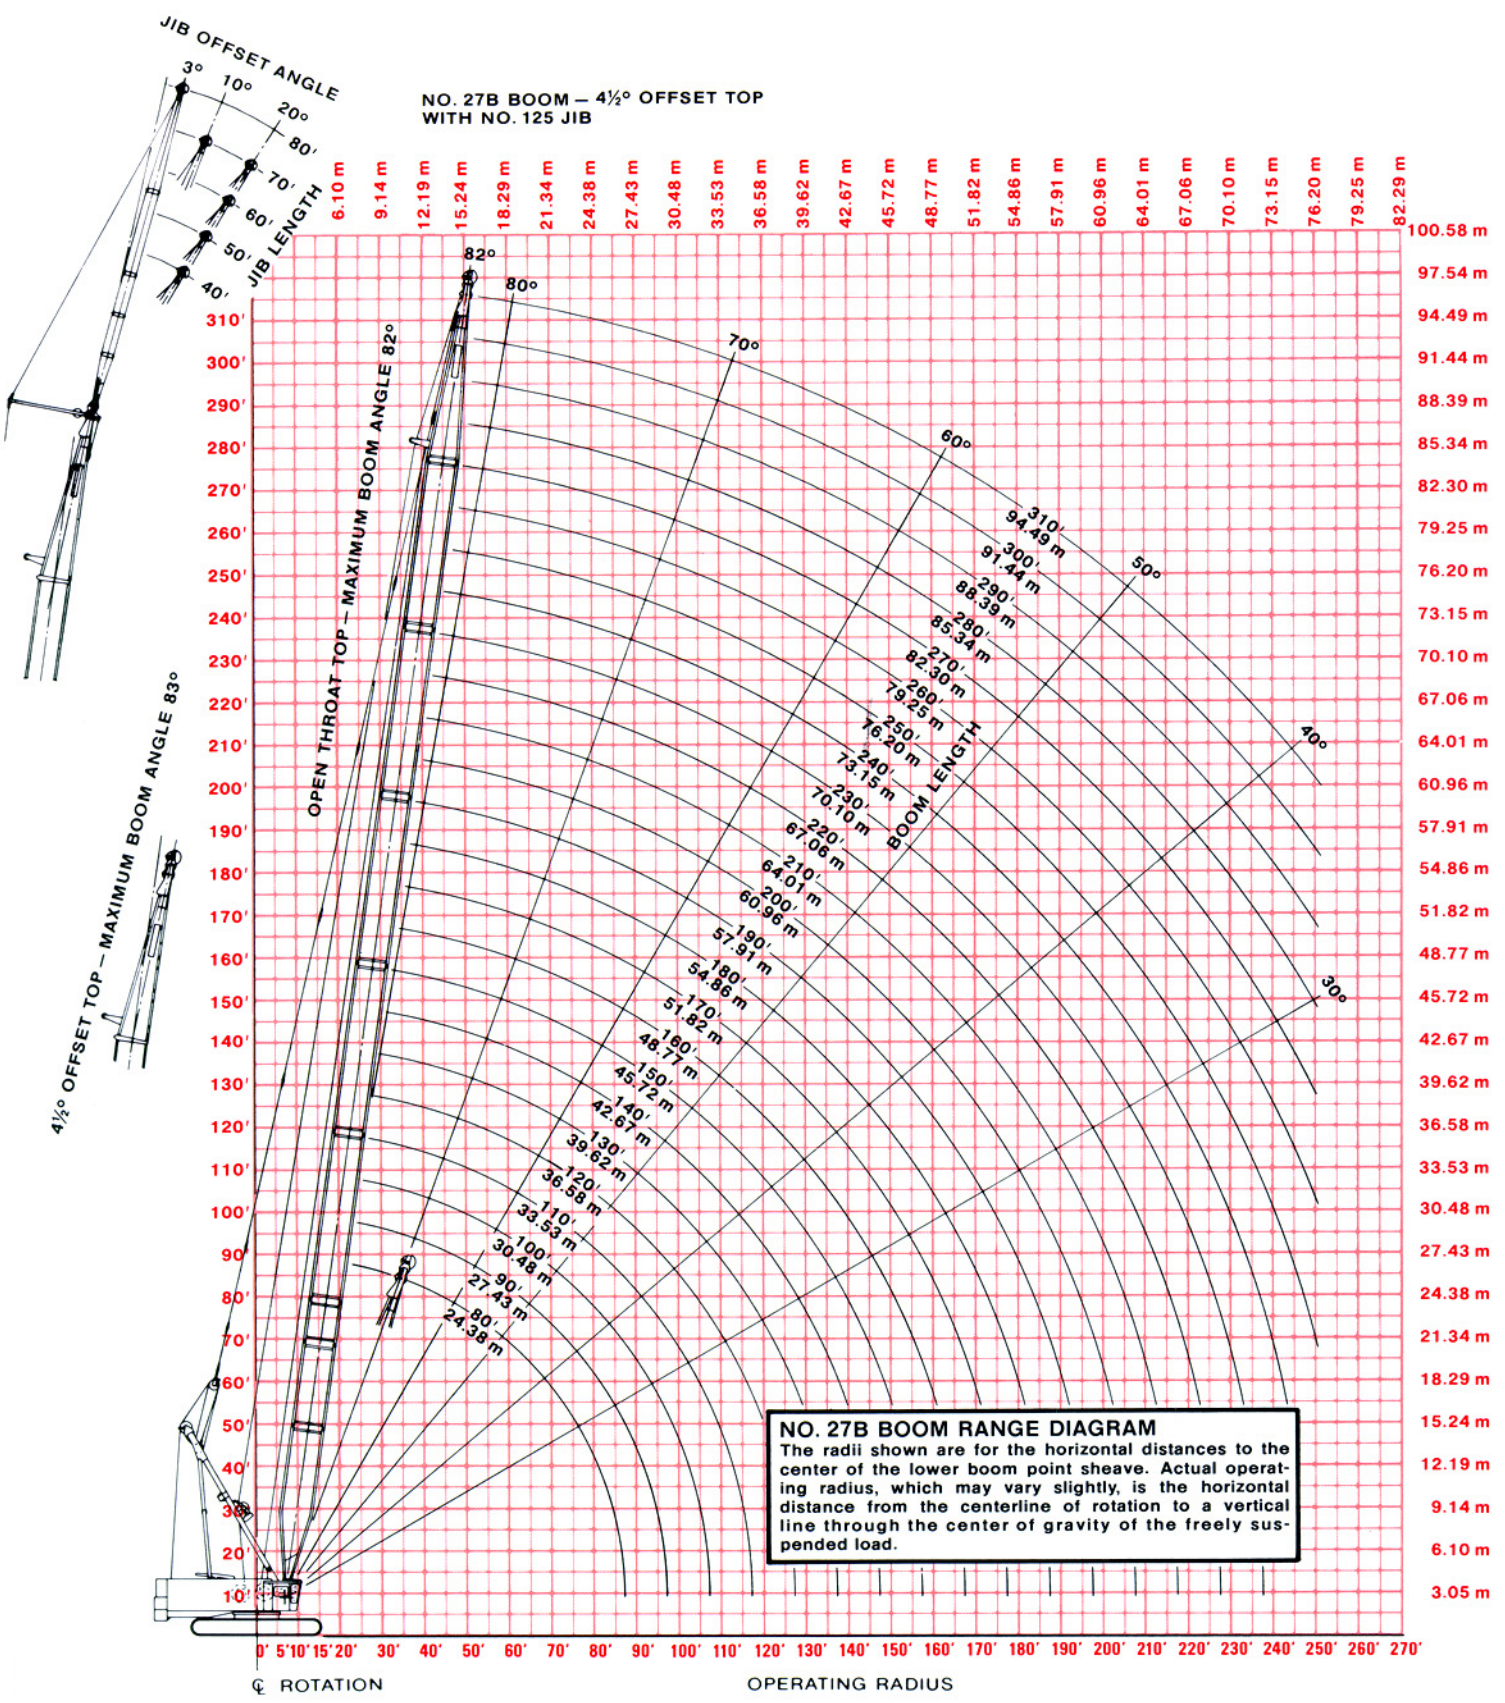 JIB OFFSET ANGLE
3° 10° 20°
80'
70'
60'
50'
40'
JIB LENGTH
NO. 27B BOOM — 4½° OFFSET TOP
WITH NO. 125 JIB
6.10 m 9.14 m 12.19 m 15.24 m 18.29 m 21.34 m 24.38 m 27.43 m 30.48 m 33.53 m 36.58 m 39.62 m 42.67 m 45.72 m 48.77 m 51.82 m 54.86 m 57.91 m 60.96 m 64.01 m 67.06 m 70.10 m 73.15 m 76.20 m 79.25 m 82.29 m
100.58 m
97.54 m
310' 94.49 m
300' 91.44 m
290' 88.39 m
280' 85.34 m
270' 82.30 m
260' 79.25 m
250' 76.20 m
240' 73.15 m
230' 70.10 m
220' 67.06 m
210' 64.01 m
200' 60.96 m
190' 57.91 m
180' 54.86 m
170' 51.82 m
160' 48.77 m
150' 45.72 m
140' 42.67 m
130' 39.62 m
120' 36.58 m
110' 33.53 m
100' 30.48 m
90' 27.43 m
80' 24.38 m
70' 21.34 m
60' 18.29 m
50' 15.24 m
40' 12.19 m
30' 9.14 m
20' 6.10 m
10' 3.05 m
82°
80°
70°
60°
50°
40°
30°
OPEN THROAT TOP — MAXIMUM BOOM ANGLE 82°
4½° OFFSET TOP — MAXIMUM BOOM ANGLE 83°
310'
94.49 m
300'
91.44 m
290'
88.39 m
280'
85.34 m
270'
82.30 m
260'
79.25 m
250'
76.20 m
240'
73.15 m
230'
70.10 m
220'
67.06 m
210'
64.01 m
200'
60.96 m
190'
57.91 m
180'
54.86 m
170'
51.82 m
160'
48.77 m
150'
45.72 m
140'
42.67 m
130'
39.62 m
120'
36.58 m
110'
33.53 m
100'
30.48 m
90'
27.43 m
80'
24.38 m
BOOM LENGTH
NO. 27B BOOM RANGE DIAGRAM
The radii shown are for the horizontal distances to the
center of the lower boom point sheave. Actual operat-
ing radius, which may vary slightly, is the horizontal
distance from the centerline of rotation to a vertical
line through the center of gravity of the freely sus-
pended load.
0' 5' 10' 15' 20' 30' 40' 50' 60' 70' 80' 90' 100' 110' 120' 130' 140' 150' 160' 170' 180' 190' 200' 210' 220' 230' 240' 250' 260' 270'
℄ ROTATION
OPERATING RADIUS